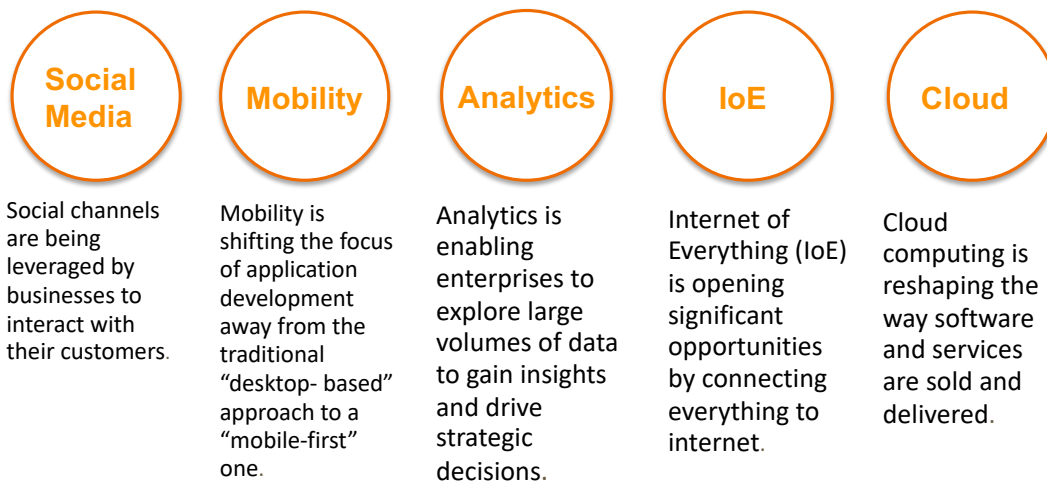 Social
Media
Mobility
Analytics
IoE
Cloud
Social channels
are being
leveraged by
businesses to
interact with
their customers.
Mobility is
shifting the focus
of application
development
away from the
traditional
“desktop- based”
approach to a
“mobile-first”
one.
Analytics is
enabling
enterprises to
explore large
volumes of data
to gain insights
and drive
strategic
decisions.
Internet of
Everything (IoE)
is opening
significant
opportunities
by connecting
everything to
internet.
Cloud
computing is
reshaping the
way software
and services
are sold and
delivered.